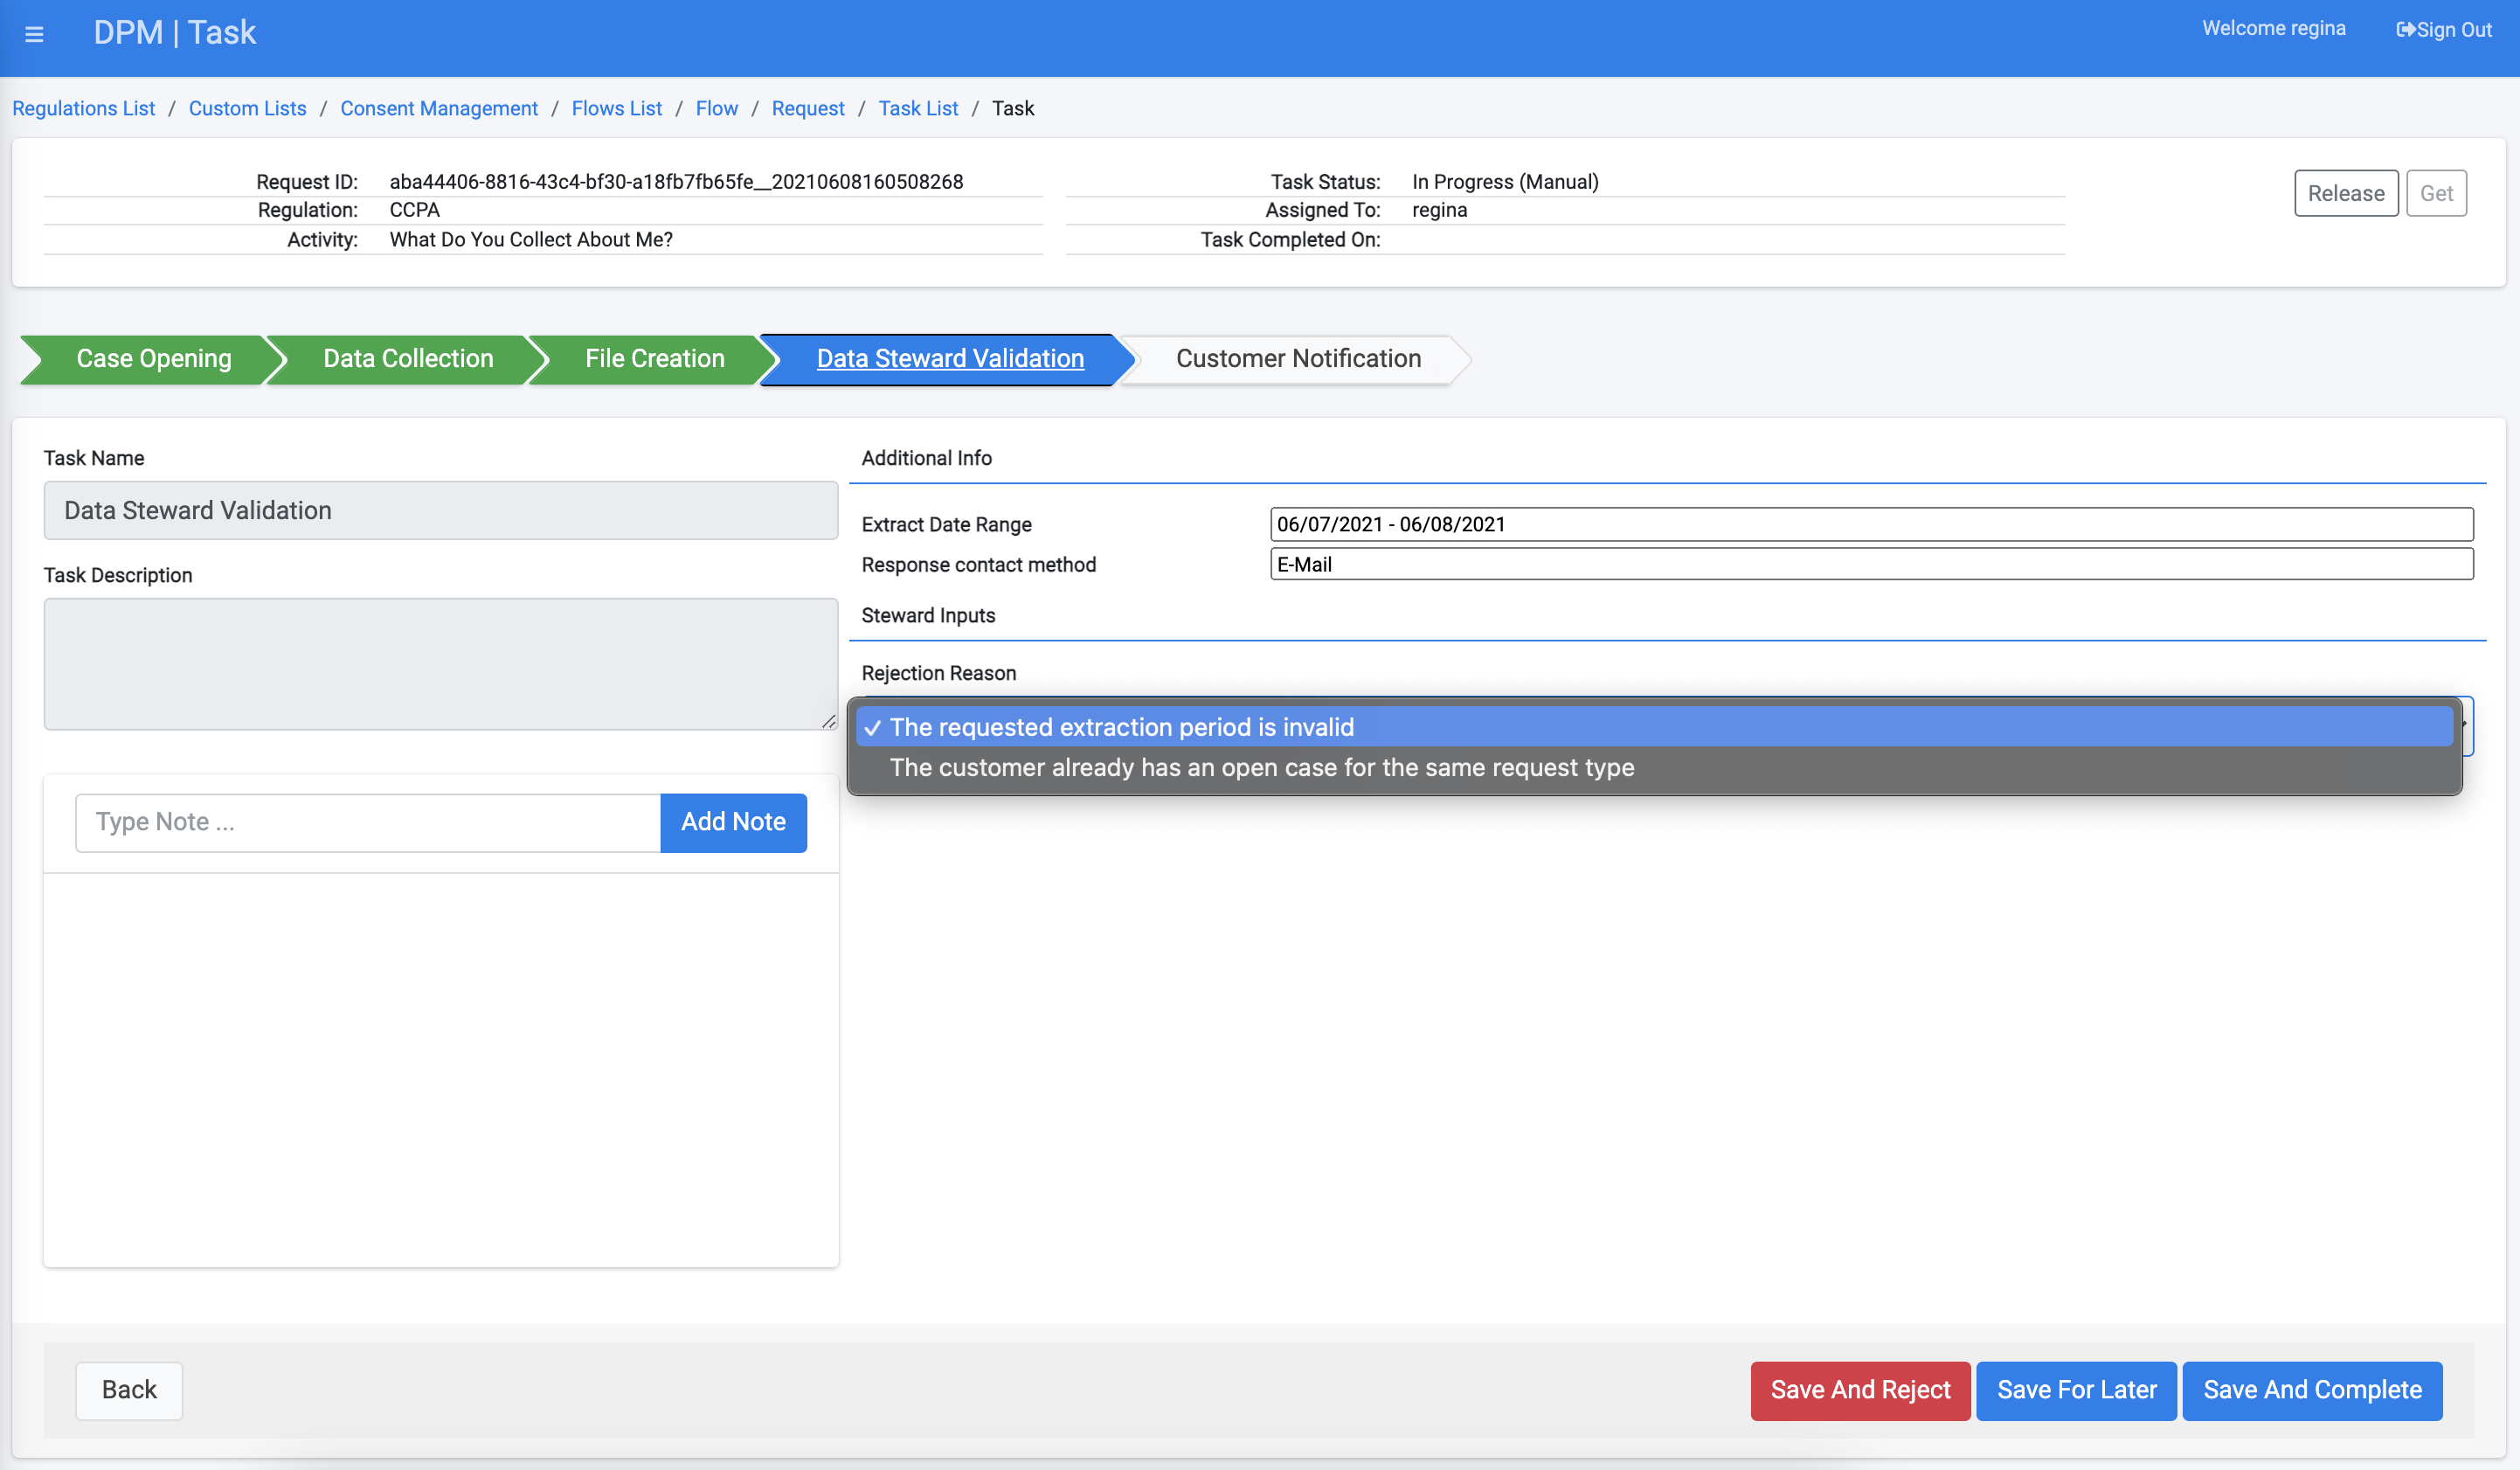 DPM | Task
Welcome regina
Sign Out
Regulations List / Custom Lists / Consent Management / Flows List / Flow / Request / Task List / Task
Request ID: aba44406-8816-43c4-bf30-a18fb7fb65fe__20210608160508268
Regulation: CCPA
Activity: What Do You Collect About Me?
Task Status: In Progress (Manual)
Assigned To: regina
Task Completed On:
Release
Get
Case Opening
Data Collection
File Creation
Data Steward Validation
Customer Notification
Task Name
Data Steward Validation
Task Description
Type Note ...
Add Note
Additional Info
Extract Date Range 06/07/2021 - 06/08/2021
Response contact method E-Mail
Steward Inputs
Rejection Reason
✓ The requested extraction period is invalid
The customer already has an open case for the same request type
Back
Save And Reject
Save For Later
Save And Complete